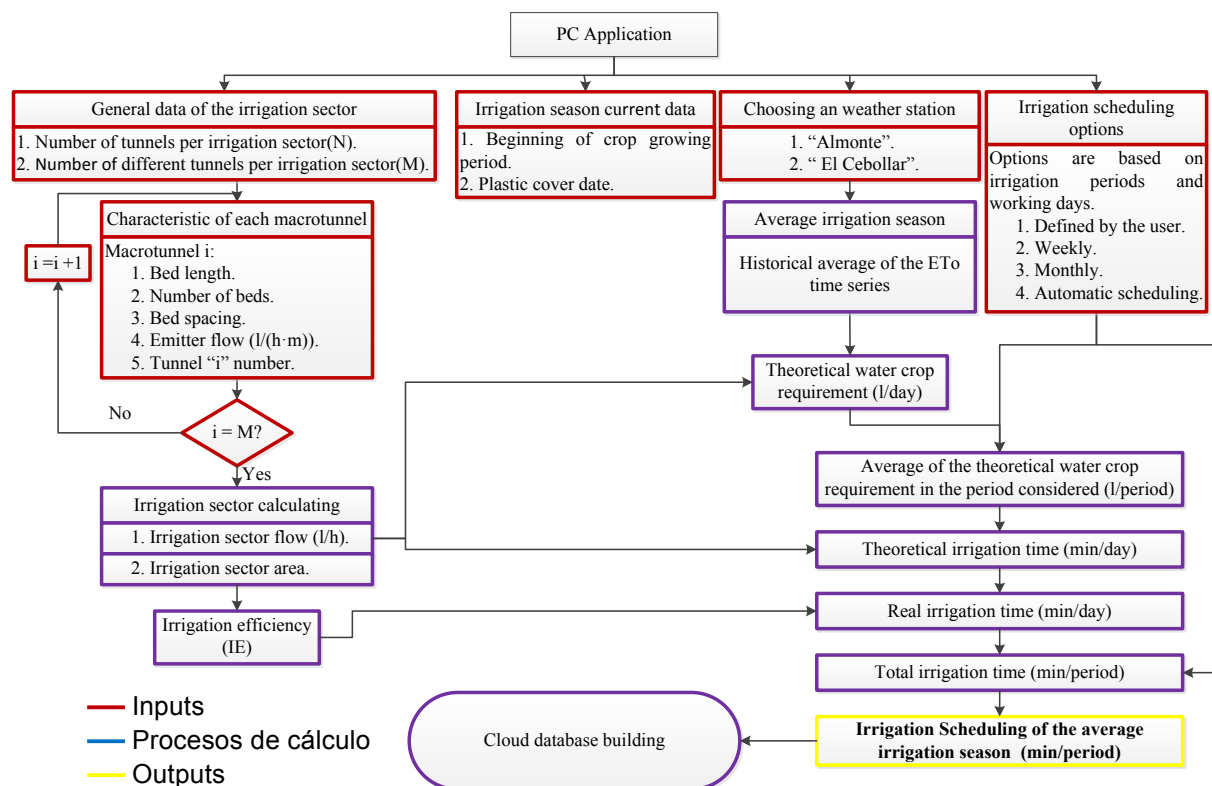 PC Application
General data of the irrigation sector
1. Number of tunnels per irrigation sector(N).
2. Number of different tunnels per irrigation sector(M).
Irrigation season current data
1. Beginning of crop growing
period.
2. Plastic cover date.
Choosing an weather station
1. “Almonte”.
2. “ El Cebollar”.
Irrigation scheduling
options
Options are based on
irrigation periods and
working days.
1. Defined by the user.
2. Weekly.
3. Monthly.
4. Automatic scheduling.
Characteristic of each macrotunnel
Macrotunnel i:
1. Bed length.
2. Number of beds.
3. Bed spacing.
4. Emitter flow (l/(h·m)).
5. Tunnel “i” number.
i =i +1
Average irrigation season
Historical average of the ETo
time series
Theoretical water crop
requirement (l/day)
No
i = M?
Yes
Irrigation sector calculating
1. Irrigation sector flow (l/h).
2. Irrigation sector area.
Average of the theoretical water crop
requirement in the period considered (l/period)
Theoretical irrigation time (min/day)
Irrigation efficiency
(IE)
Real irrigation time (min/day)
Total irrigation time (min/period)
Irrigation Scheduling of the average
irrigation season (min/period)
Cloud database building
Inputs
Procesos de cálculo
Outputs